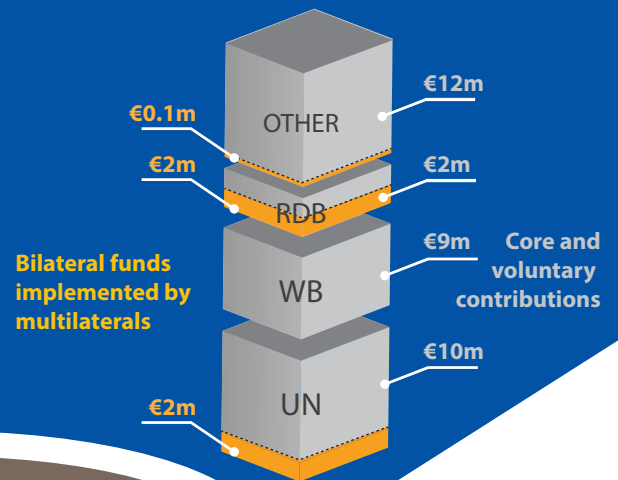 €12m
€0.1m
OTHER
€2m
€2m
RDB
€9m
Core and
voluntary
contributions
Bilateral funds
implemented by
multilaterals
WB
€10m
UN
€2m